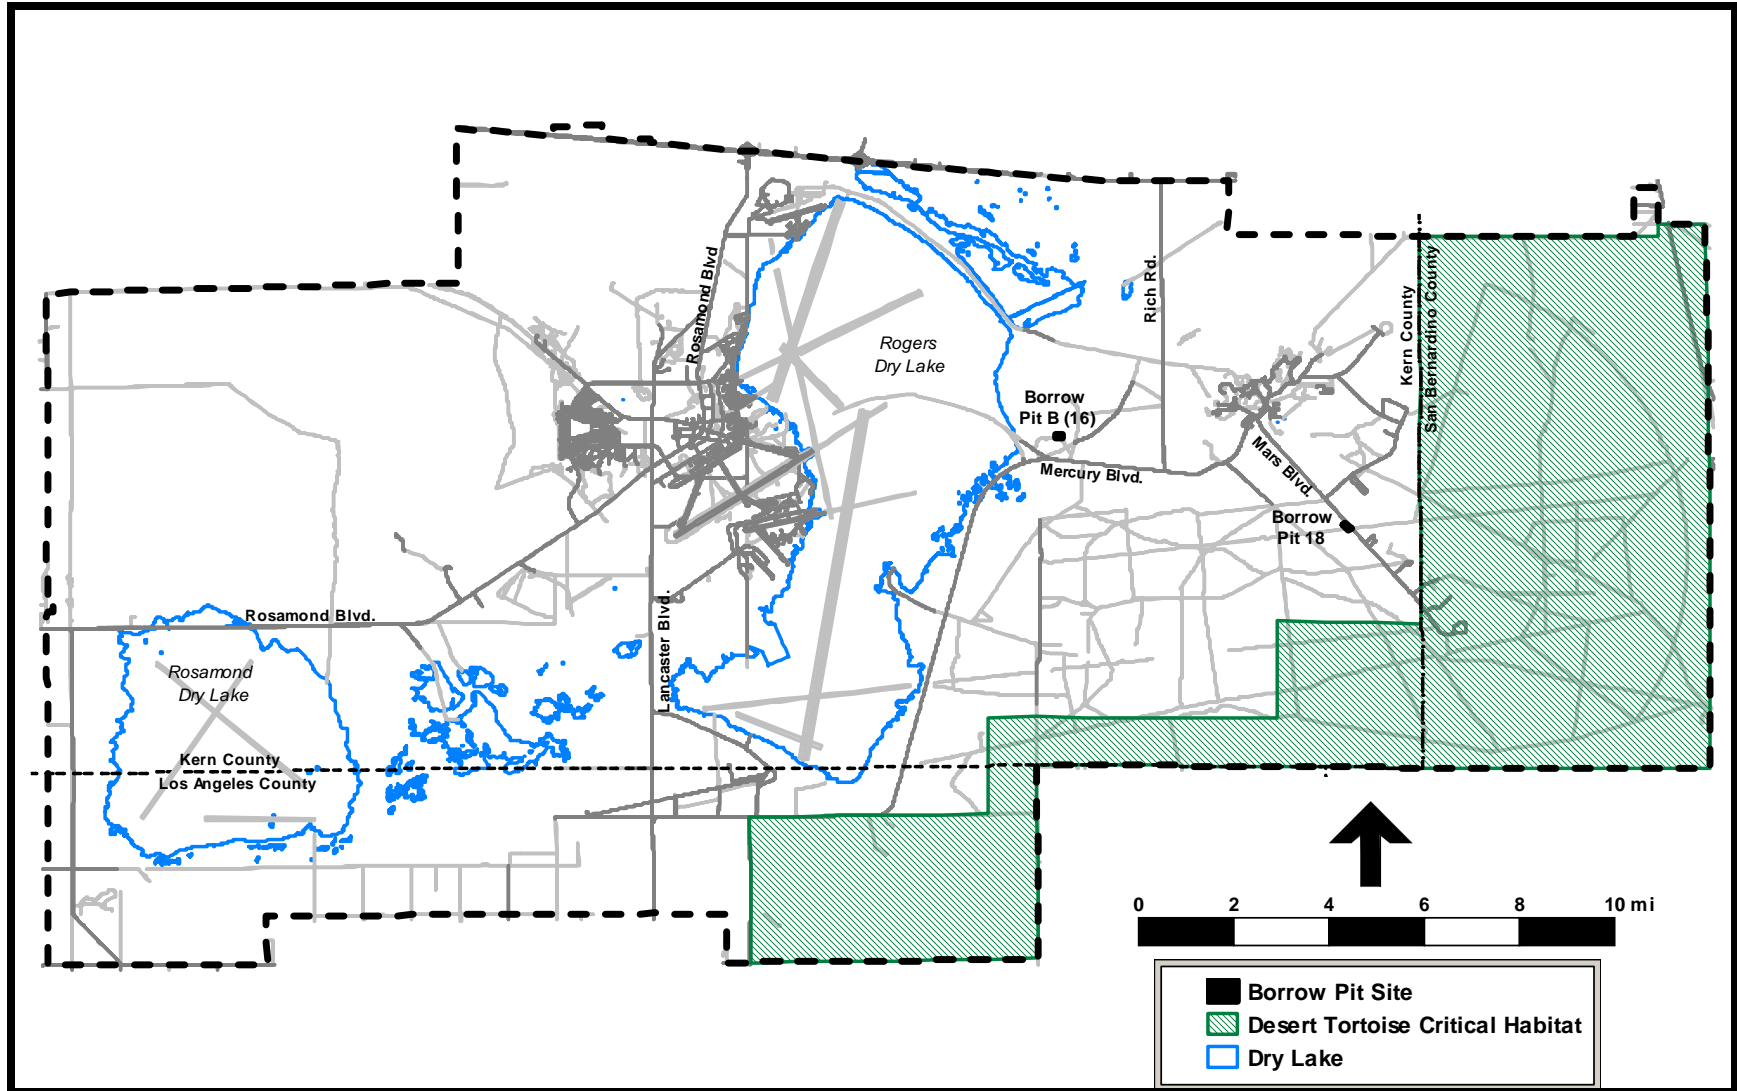 Rosamond Blvd
Rogers
Dry Lake
Rich Rd.
Kern County
San Bernardino County
Borrow
Pit B (16)
Mercury Blvd.
Mars Blvd.
Borrow
Pit 18
Rosamond Blvd.
Lancaster Blvd.
Rosamond
Dry Lake
Kern County
Los Angeles County
0 2 4 6 8 10 mi
Borrow Pit Site
Desert Tortoise Critical Habitat
Dry Lake